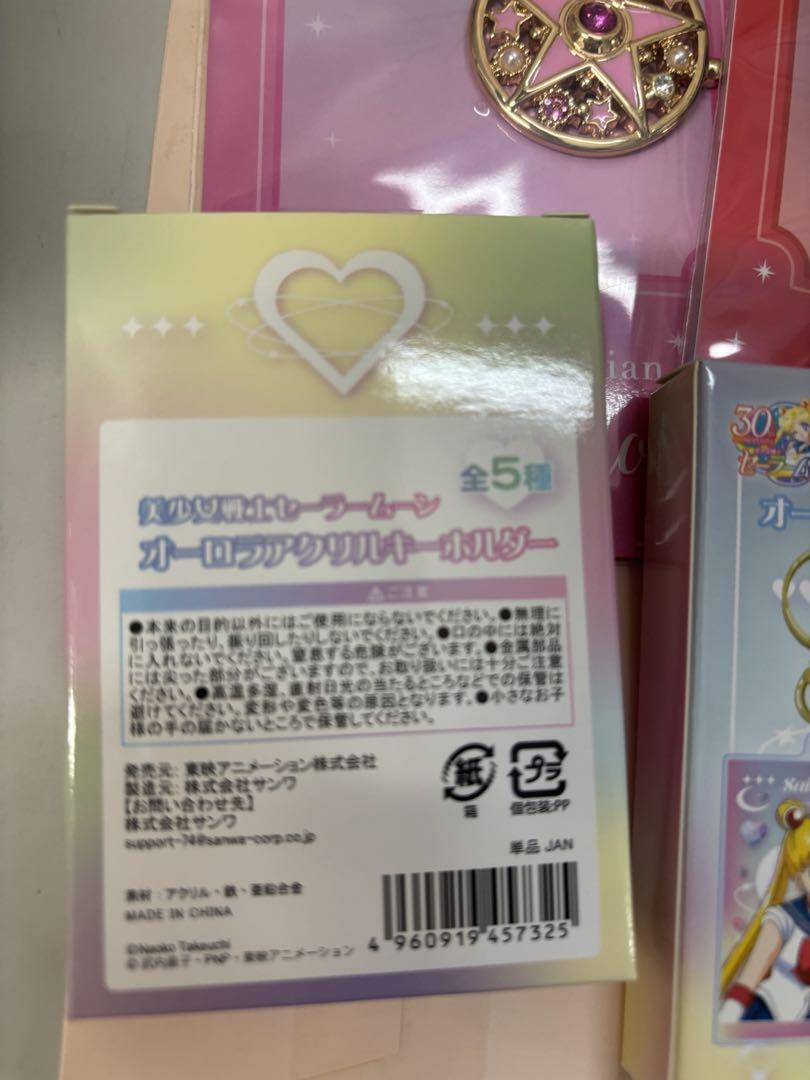 全5種
美少女戦士セーラームーン
オーロラアクリルキーホルダー
⚠ご注意
●本来の目的以外にはご使用にならないでください。●無理に
引っ張ったり、振り回したりしないでください。●口の中には絶対
に入れないでください。窒息する危険がございます。●金属部品
には尖った部分がございますので、お取り扱いには十分ご注意
ください。●高温多湿、直射日光の当たるところなどでの保管は
避けてください。変形や変色等の原因となります。●小さなお子
様の手の届かないところで保管してください。
発売元: 東映アニメーション株式会社
製造元: 株式会社サンワ
【お問い合わせ先】
株式会社サンワ
support-74@sanwa-corp.co.jp
紙
箱
プラ
個包装:PP
単品 JAN
素材: アクリル・鉄・亜鉛合金
MADE IN CHINA
4 960919 457325
©Naoko Takeuchi
©武内直子・PNP・東映アニメーション
ian
30
セーラー
オー
Sail